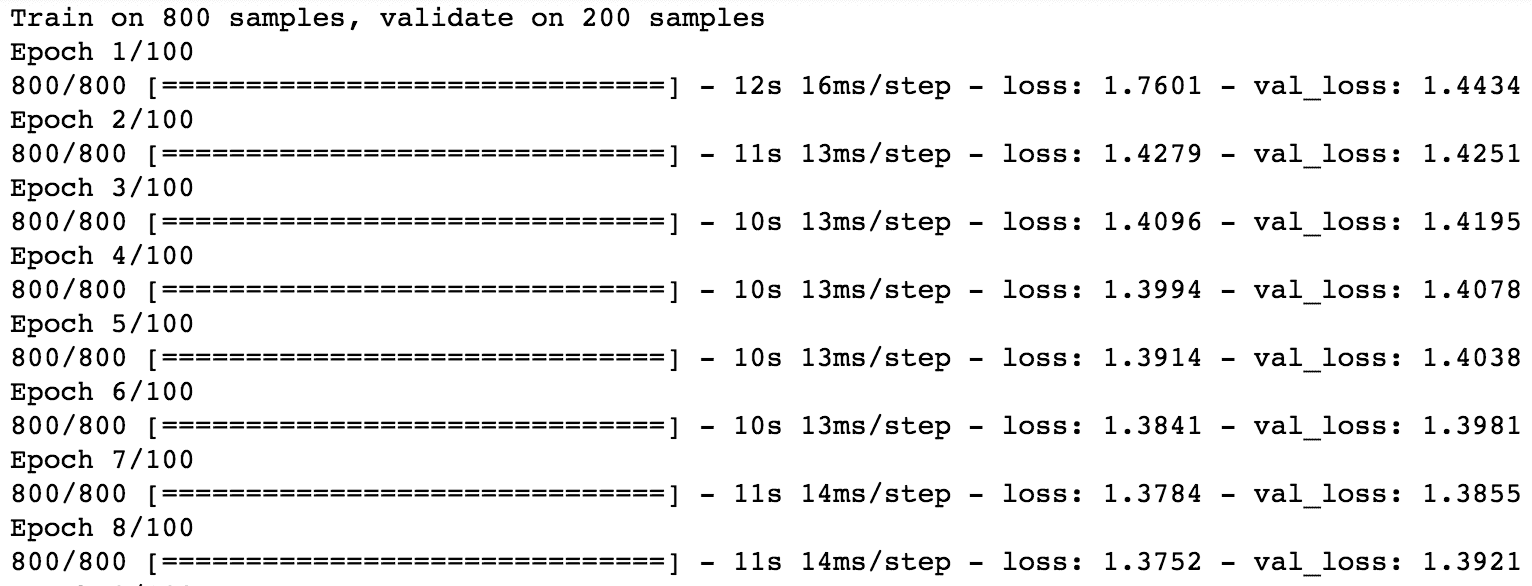 Train on 800 samples, validate on 200 samples
Epoch 1/100
800/800 [==============================] - 12s 16ms/step - loss: 1.7601 - val_loss: 1.4434
Epoch 2/100
800/800 [==============================] - 11s 13ms/step - loss: 1.4279 - val_loss: 1.4251
Epoch 3/100
800/800 [==============================] - 10s 13ms/step - loss: 1.4096 - val_loss: 1.4195
Epoch 4/100
800/800 [==============================] - 10s 13ms/step - loss: 1.3994 - val_loss: 1.4078
Epoch 5/100
800/800 [==============================] - 10s 13ms/step - loss: 1.3914 - val_loss: 1.4038
Epoch 6/100
800/800 [==============================] - 10s 13ms/step - loss: 1.3841 - val_loss: 1.3981
Epoch 7/100
800/800 [==============================] - 11s 14ms/step - loss: 1.3784 - val_loss: 1.3855
Epoch 8/100
800/800 [==============================] - 11s 14ms/step - loss: 1.3752 - val_loss: 1.3921